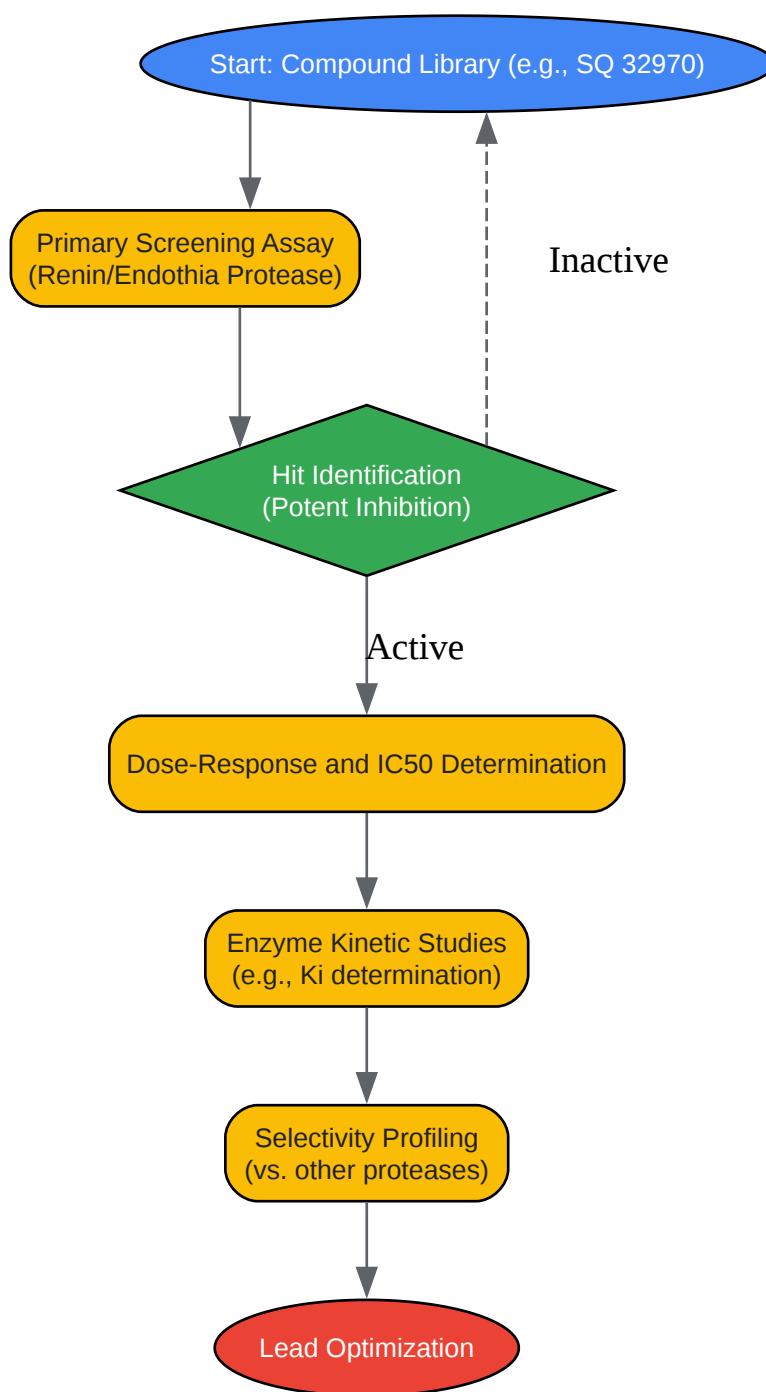 Start: Compound Library (e.g., SQ 32970)
Primary Screening Assay
(Renin/Endothia Protease)
Inactive
Hit Identification
(Potent Inhibition)
Active
Dose-Response and IC50 Determination
Enzyme Kinetic Studies
(e.g., Ki determination)
Selectivity Profiling
(vs. other proteases)
Lead Optimization